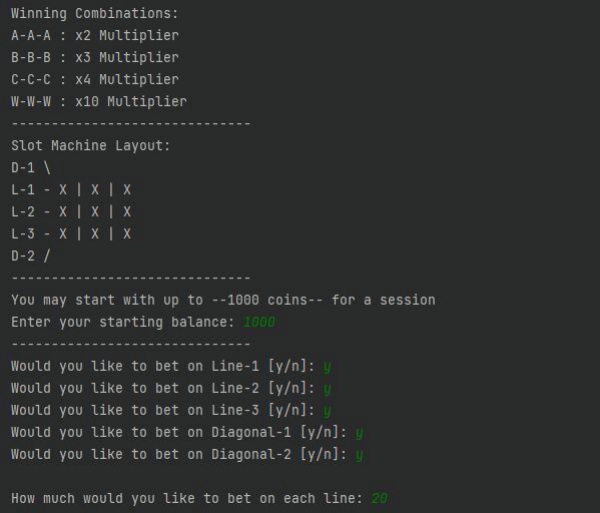 Winning Combinations:
A-A-A : x2 Multiplier
B-B-B : x3 Multiplier
C-C-C : x4 Multiplier
W-W-W : x10 Multiplier
------------------------------
Slot Machine Layout:
D-1 \
L-1 - X | X | X
L-2 - X | X | X
L-3 - X | X | X
D-2 /
------------------------------
You may start with up to --1000 coins-- for a session
Enter your starting balance: 1000
------------------------------
Would you like to bet on Line-1 [y/n]: y
Would you like to bet on Line-2 [y/n]: y
Would you like to bet on Line-3 [y/n]: y
Would you like to bet on Diagonal-1 [y/n]: y
Would you like to bet on Diagonal-2 [y/n]: y
How much would you like to bet on each line: 20